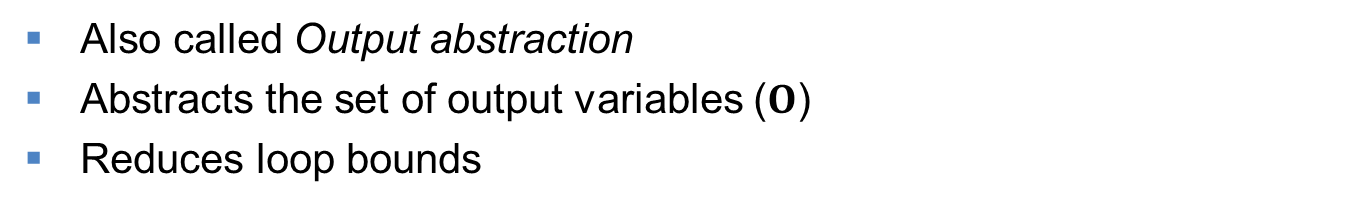 ▪ Also called Output abstraction
▪ Abstracts the set of output variables (O)
▪ Reduces loop bounds